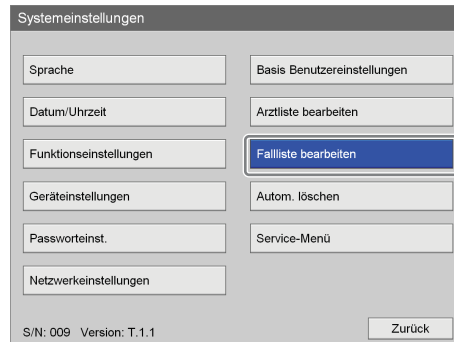 Systemeinstellungen
Sprache
Basis Benutzereinstellungen
Datum/Uhrzeit
Arztliste bearbeiten
Funktionseinstellungen
Fallliste bearbeiten
Geräteinstellungen
Autom. löschen
Passworteinst.
Service-Menü
Netzwerkeinstellungen
S/N: 009 Version: T.1.1
Zurück